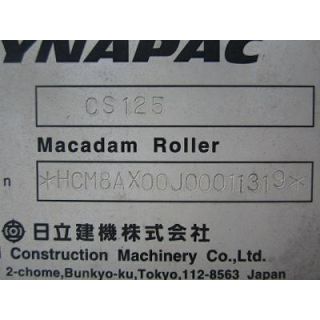 YNAPAC
CS125
Macadam Roller
n *HCM8AX00J00011319*
日立建機株式会社
i Construction Machinery Co.,Ltd.
2-chome,Bunkyo-ku,Tokyo,112-8563 Japan